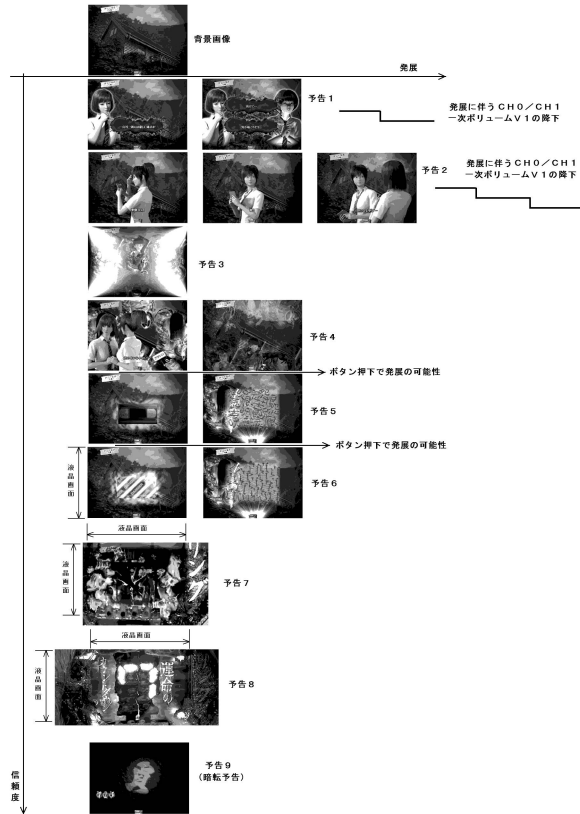 背景画像
発展
予告1
発展に伴うCH0／CH1
一次ボリュームV1の降下
予告2
発展に伴うCH0／CH1
一次ボリュームV1の降下
予告3
予告4
ボタン押下で発展の可能性
予告5
ボタン押下で発展の可能性
液晶画面
予告6
液晶画面
液晶画面
リング
予告7
液晶画面
液晶画面
運命の
予告8
予告9
（暗転予告）
信頼度